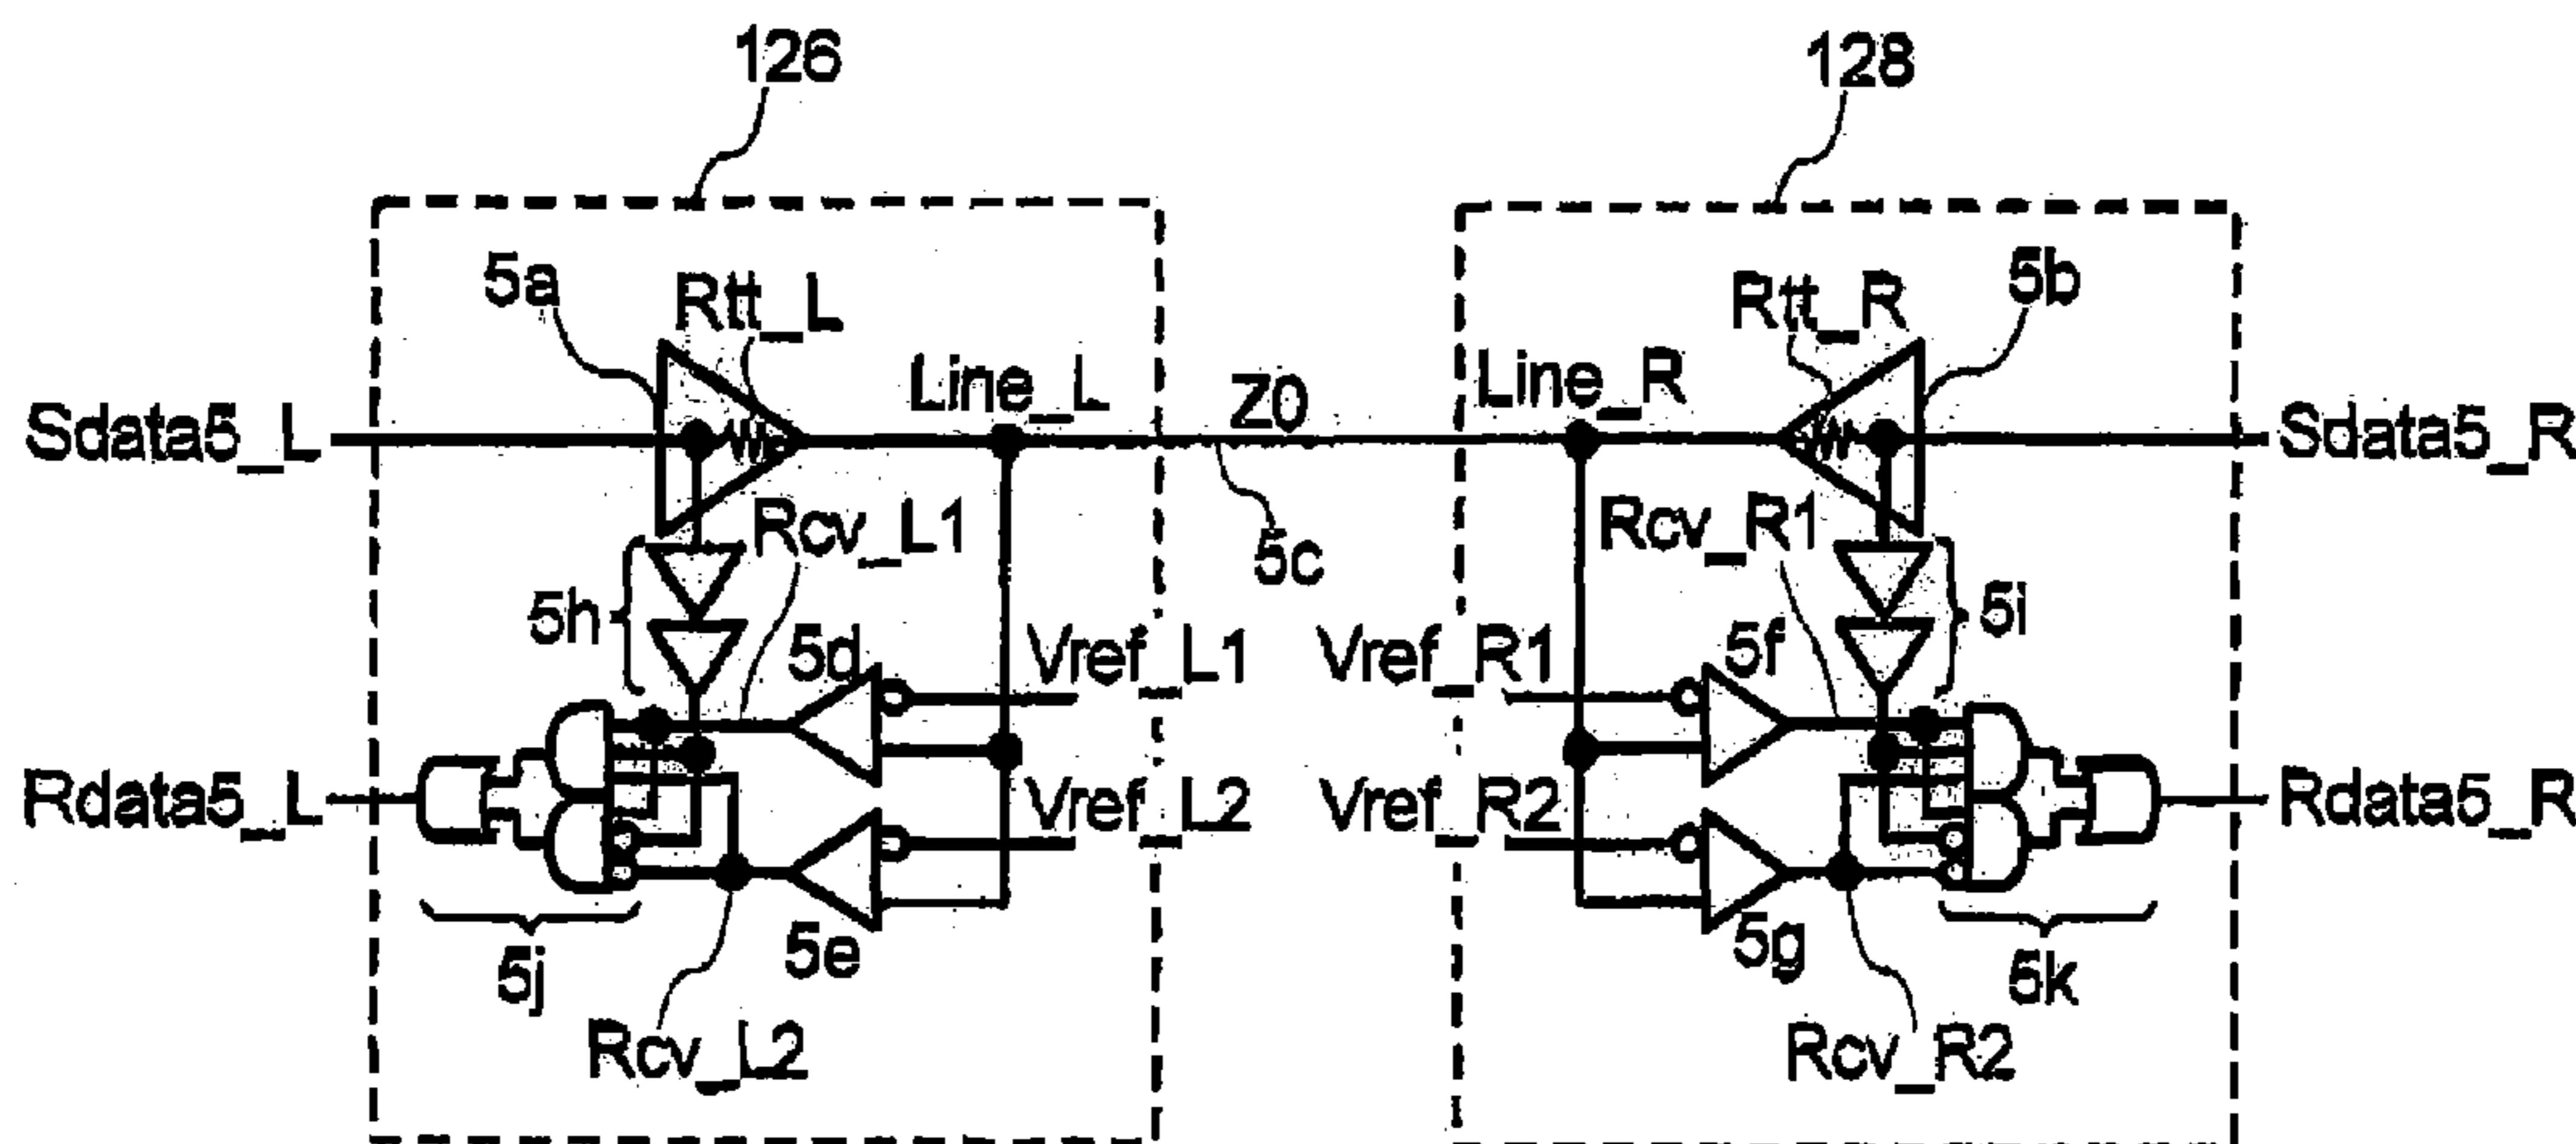 126
128
5a
Rtt_L
Rtt_R
5b
Line_L
Z0
Line_R
Sdata5_L
Sdata5_R
Rcv_L1
5c
Rcv_R1
5h
5d
Vref_L1
Vref_R1
5f
5i
Rdata5_L
Vref_L2
Vref_R2
Rdata5_R
5j
5e
5g
5k
Rcv_L2
Rcv_R2